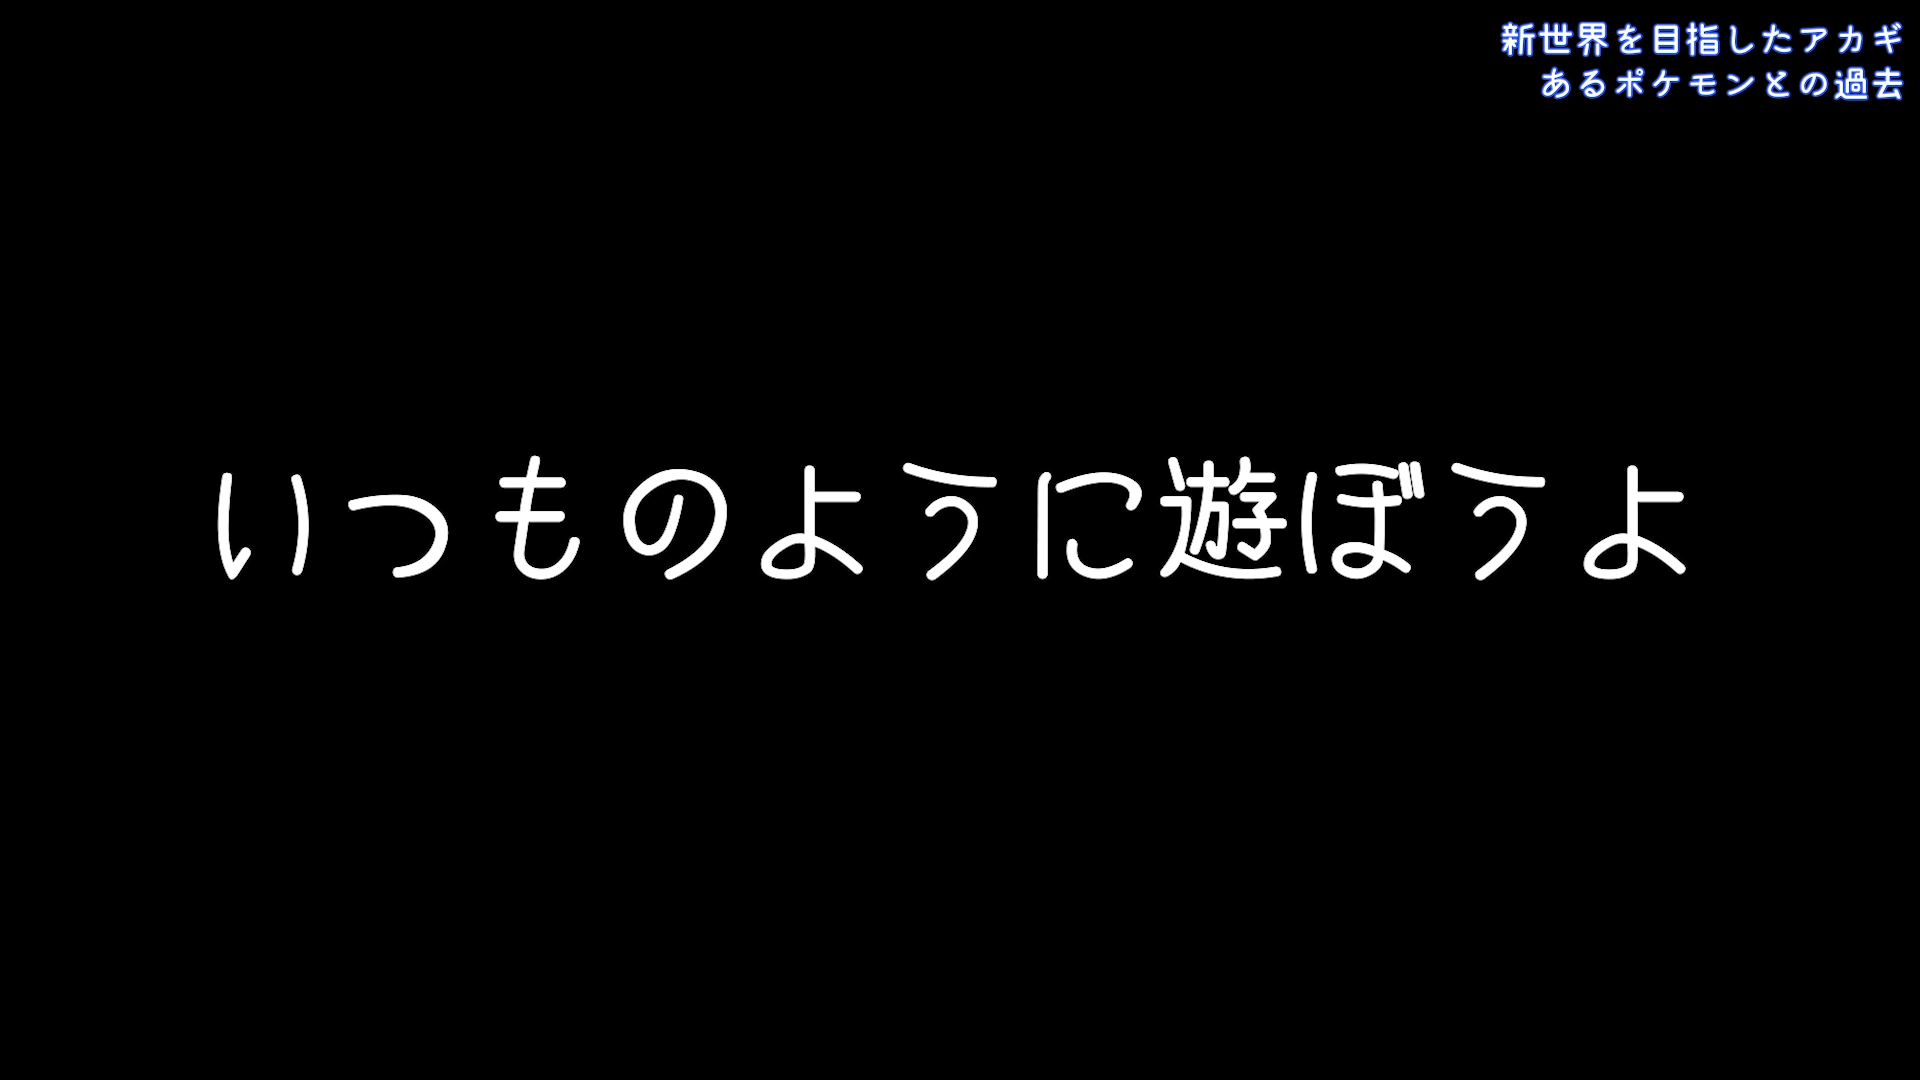 新世界を目指したアカギ
あるポケモンとの過去
いつものように遊ぼうよ